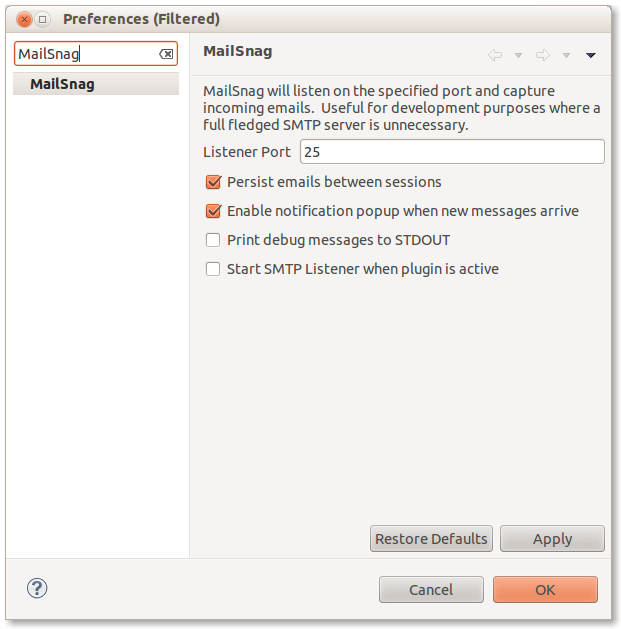 Preferences (Filtered)
MailSnag
MailSnag
MailSnag
MailSnag will listen on the specified port and capture
incoming emails.  Useful for development purposes where a
full fledged SMTP server is unnecessary.
Listener Port 25
Persist emails between sessions
Enable notification popup when new messages arrive
Print debug messages to STDOUT
Start SMTP Listener when plugin is active
Restore Defaults Apply
? Cancel OK